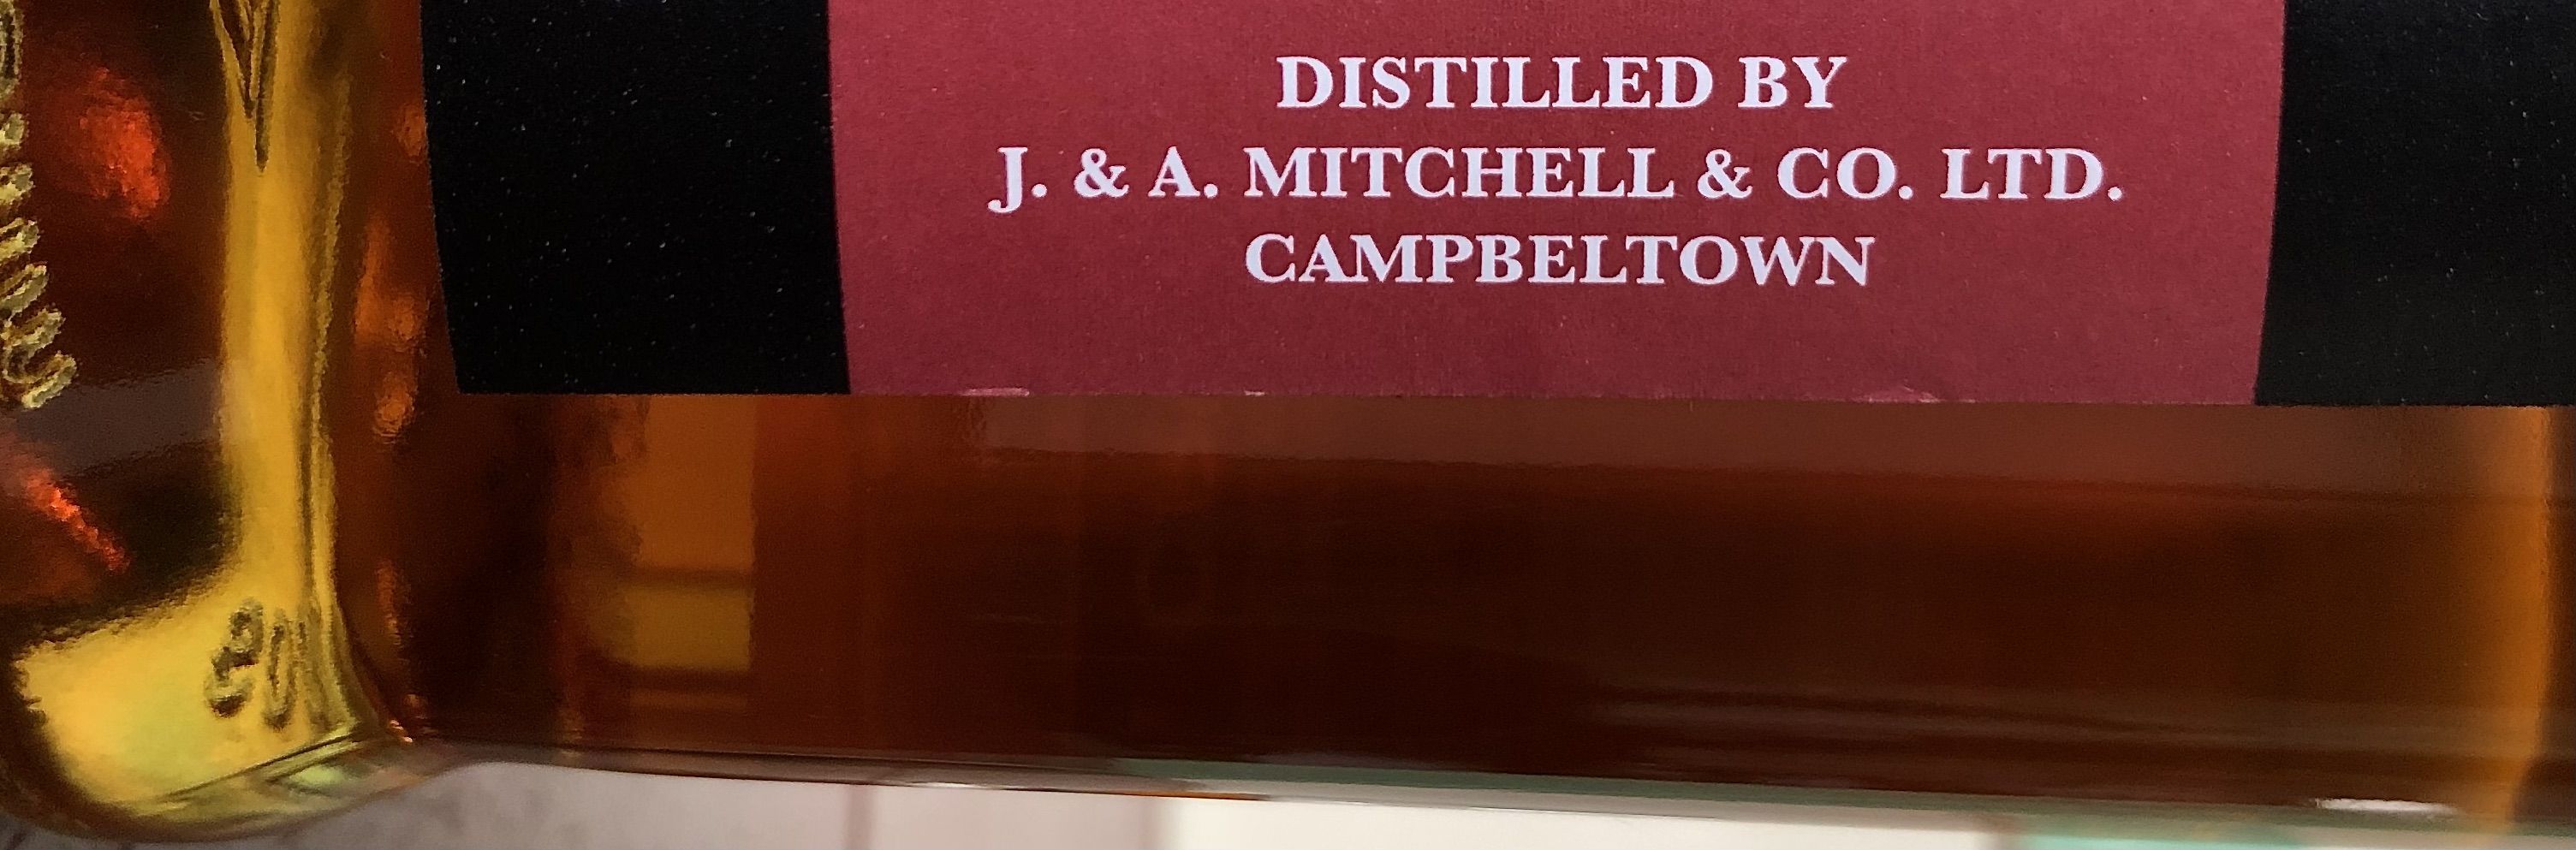 DISTILLED BY
J. & A. MITCHELL & CO. LTD.
CAMPBELTOWN